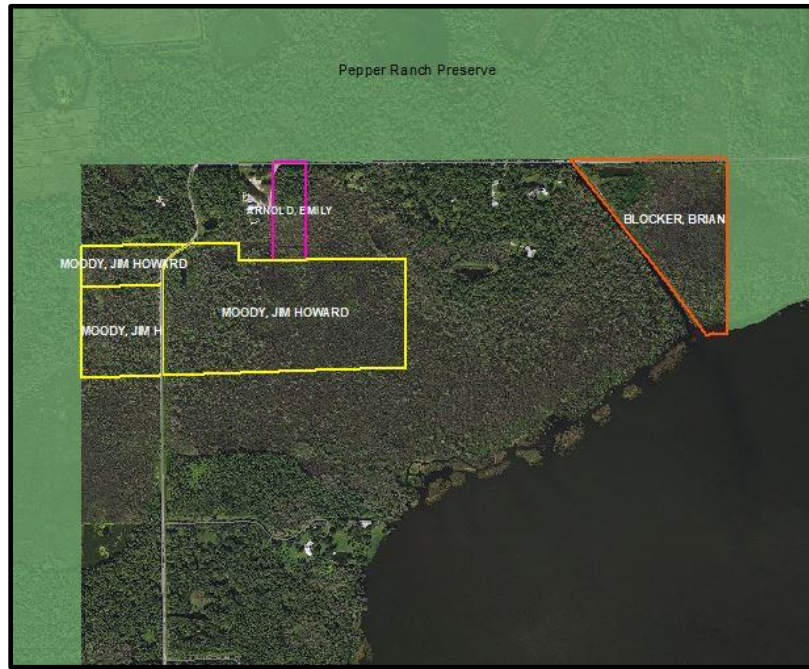 Pepper Ranch Preserve
ARNOLD, EMILY
BLOCKER, BRIAN
MOODY, JIM HOWARD
MOODY, JIM HOWARD
MOODY, JIM H